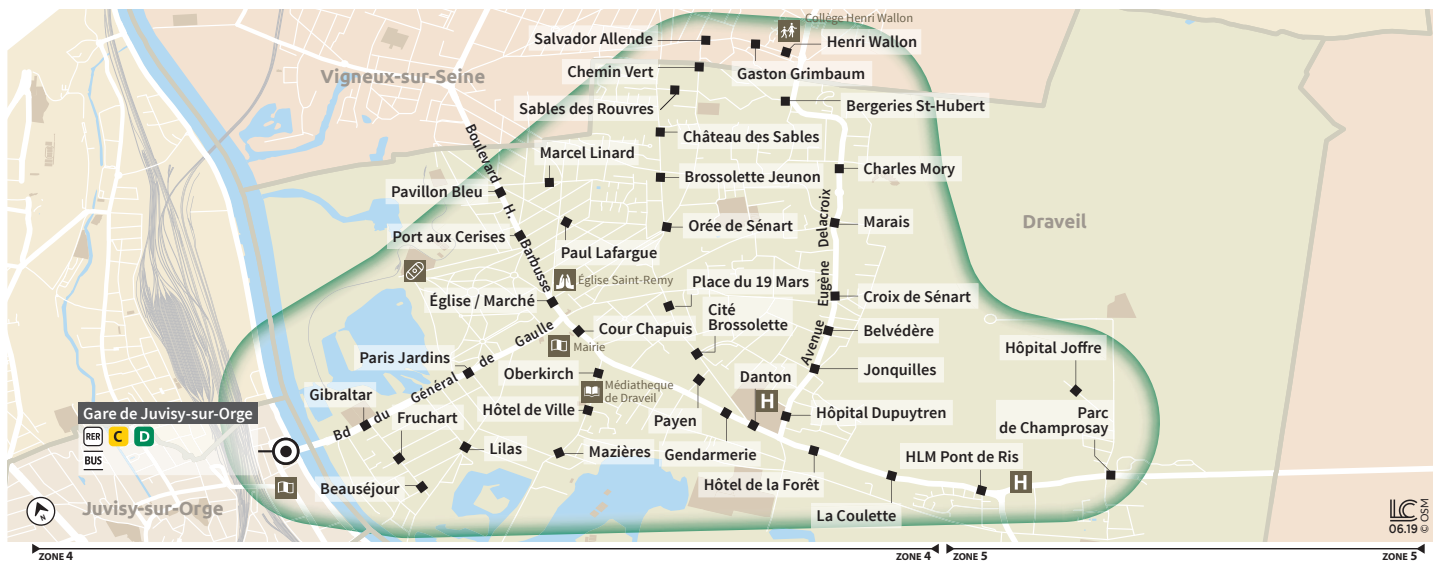 Collège Henri Wallon
Salvador Allende
Henri Wallon
Chemin Vert
Gaston Grimbaum
Vigneux-sur-Seine
Sables des Rouvres
Bergeries St-Hubert
Château des Sables
Marcel Linard
Boulevard H. Barbusse
Pavillon Bleu
Brossolette Jeunon
Charles Mory
Port aux Cerises
Paul Lafargue
Orée de Sénart
Marais
Draveil
Avenue Eugène Delacroix
Église Saint-Remy
Place du 19 Mars
Église / Marché
Croix de Sénart
Cité
Brossolette
Cour Chapuis
Belvédère
Mairie
Bd du Général de Gaulle
Paris Jardins
Hôpital Joffre
Oberkirch
Danton
Jonquilles
Médiatheque
de Draveil
Gibraltar
Hôtel de Ville
H
Hôpital Dupuytren
Gare de Juvisy-sur-Orge
RER C D
BUS
Fruchart
Payen
Parc
de Champrosay
Lilas
Mazières
Gendarmerie
HLM Pont de Ris
H
Beauséjour
Hôtel de la Forêt
La Coulette
Juvisy-sur-Orge
N
LC
06.19 © OSM
ZONE 4
ZONE 4
ZONE 5
ZONE 5